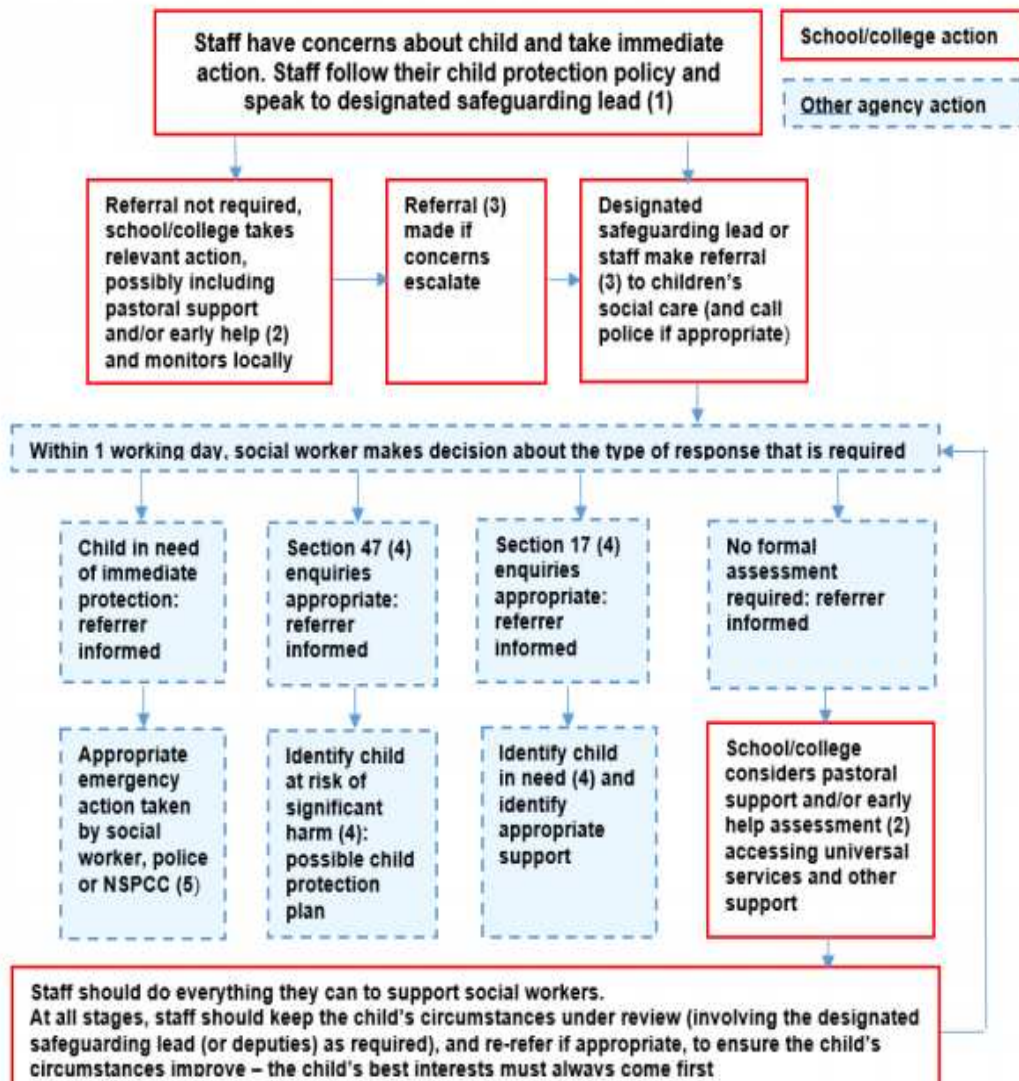 Staff have concerns about child and take immediate
action. Staff follow their child protection policy and
speak to designated safeguarding lead (1)
School/college action
Other agency action
Referral not required,
school/college takes
relevant action,
possibly including
pastoral support
and/or early help (2)
and monitors locally
Referral (3)
made if
concerns
escalate
Designated
safeguarding lead or
staff make referral
(3) to children's
social care (and call
police if appropriate)
Within 1 working day, social worker makes decision about the type of response that is required
Child in need
of immediate
protection:
referrer
informed
Section 47 (4)
enquiries
appropriate:
referrer
informed
Section 17 (4)
enquiries
appropriate:
referrer
informed
No formal
assessment
required: referrer
informed
Appropriate
emergency
action taken
by social
worker, police
or NSPCC (5)
Identify child
at risk of
significant
harm (4):
possible child
protection
plan
Identify child
in need (4) and
identify
appropriate
support
School/college
considers pastoral
support and/or early
help assessment (2)
accessing universal
services and other
support
Staff should do everything they can to support social workers.
At all stages, staff should keep the child's circumstances under review (involving the designated
safeguarding lead (or deputies) as required), and re-refer if appropriate, to ensure the child's
circumstances improve – the child's best interests must always come first